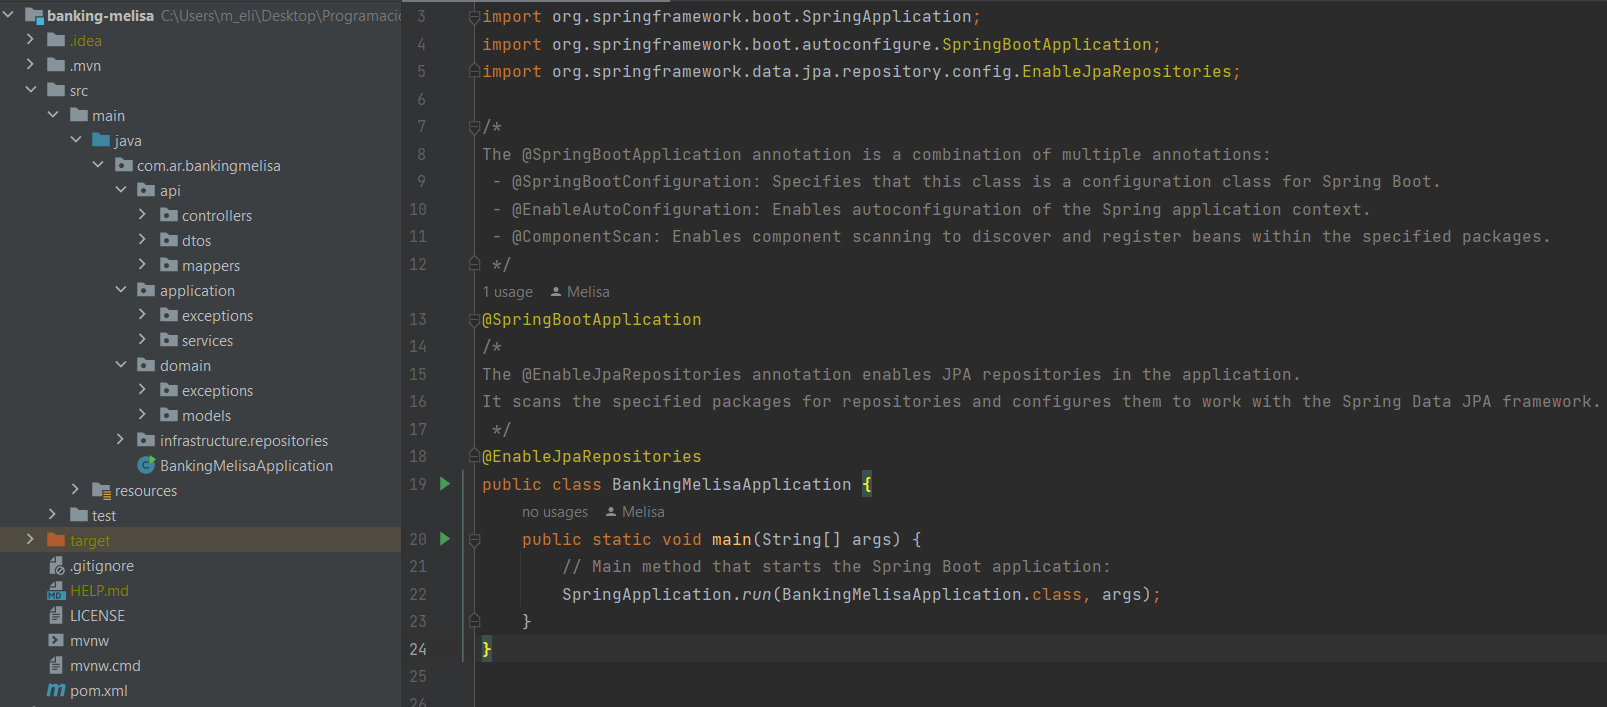 banking-melisa C:\Users\m_eli\Desktop\Programaci
.idea
.mvn
src
main
java
com.ar.bankingmelisa
api
controllers
dtos
mappers
application
exceptions
services
domain
exceptions
models
infrastructure.repositories
BankingMelisaApplication
resources
test
target
.gitignore
HELP.md
LICENSE
mvnw
mvnw.cmd
pom.xml
3 import org.springframework.boot.SpringApplication;
4 import org.springframework.boot.autoconfigure.SpringBootApplication;
5 import org.springframework.data.jpa.repository.config.EnableJpaRepositories;
6
7 /*
8 The @SpringBootApplication annotation is a combination of multiple annotations:
9 - @SpringBootConfiguration: Specifies that this class is a configuration class for Spring Boot.
10 - @EnableAutoConfiguration: Enables autoconfiguration of the Spring application context.
11 - @ComponentScan: Enables component scanning to discover and register beans within the specified packages.
12 */
1 usage Melisa
13 @SpringBootApplication
14 /*
15 The @EnableJpaRepositories annotation enables JPA repositories in the application.
16 It scans the specified packages for repositories and configures them to work with the Spring Data JPA framework.
17 */
18 @EnableJpaRepositories
19 public class BankingMelisaApplication {
no usages Melisa
20 public static void main(String[] args) {
21 // Main method that starts the Spring Boot application:
22 SpringApplication.run(BankingMelisaApplication.class, args);
23 }
24 }
25
26